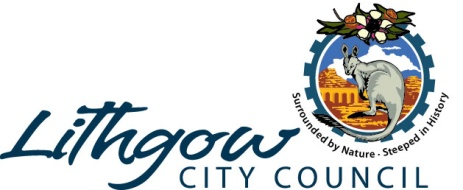 Surrounded by Nature · Steeped in History
Lithgow
CITY COUNCIL